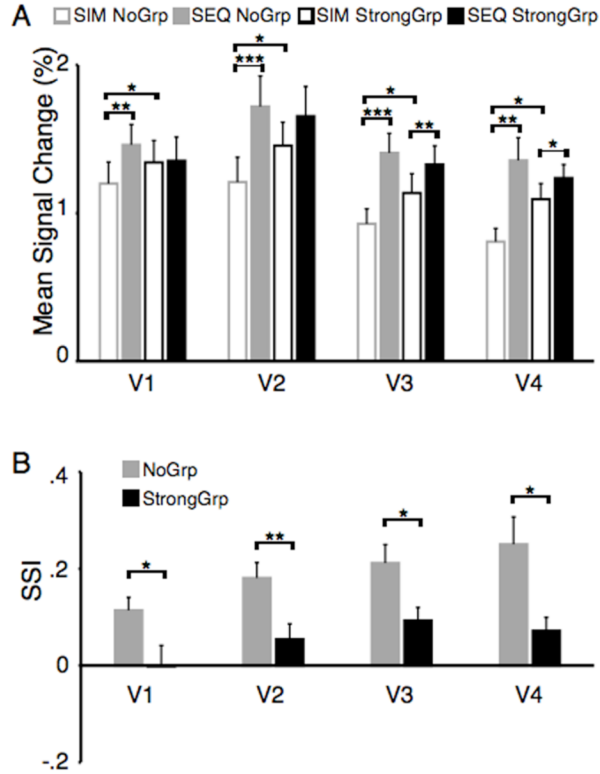 A
SIM NoGrp SEQ NoGrp SIM StrongGrp SEQ StrongGrp
Mean Signal Change (%)
2
1
0
* ** * *** * *** ** * ** *
V1 V2 V3 V4
B
NoGrp
StrongGrp
SSI
.4
.2
0
-.2
* ** * *
V1 V2 V3 V4